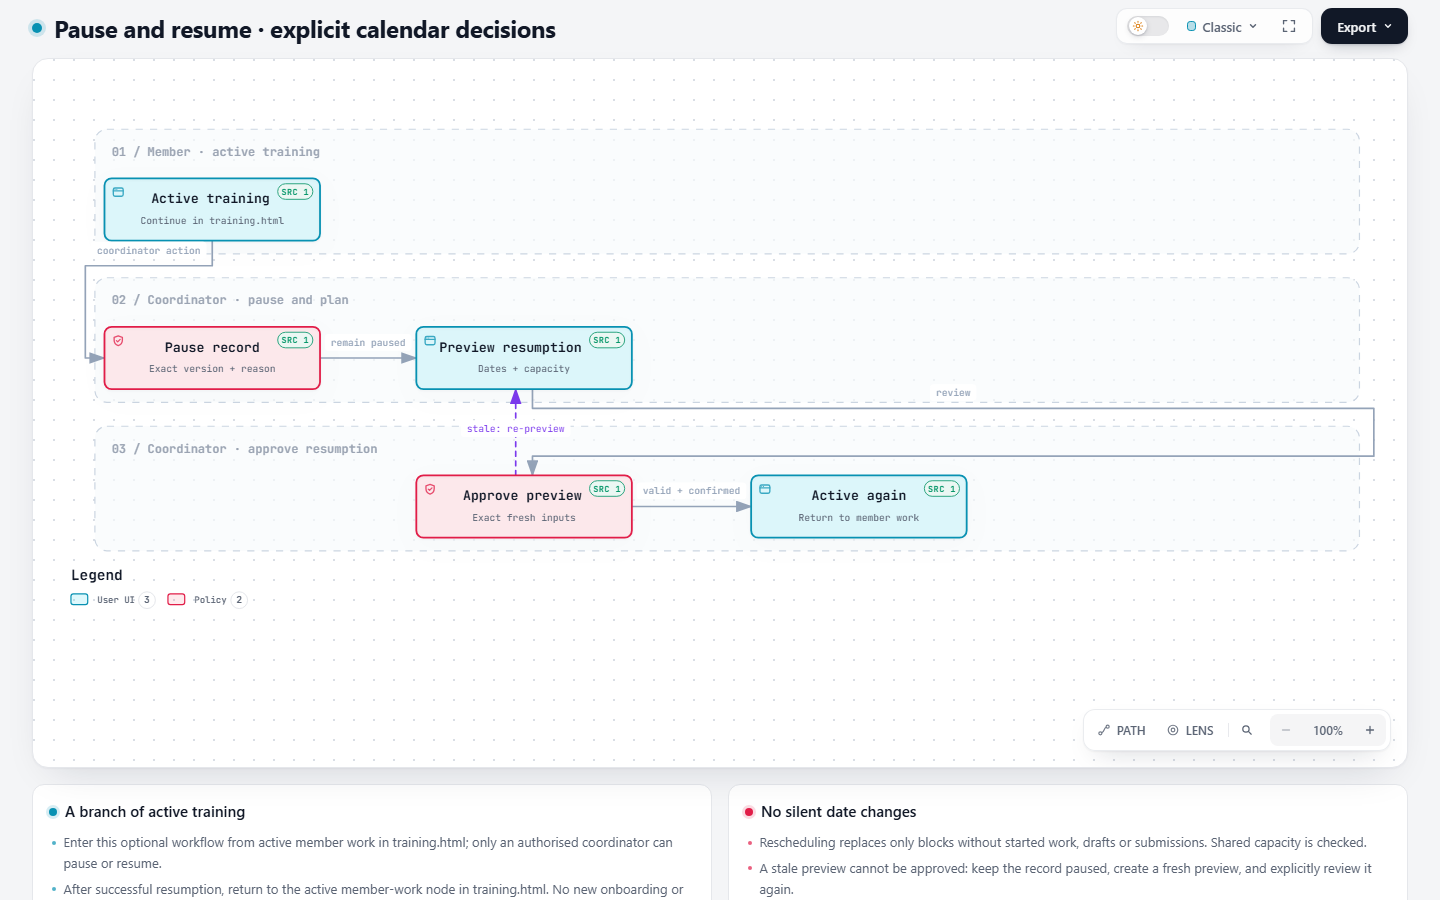 Pause and resume · explicit calendar decisions
Classic
Export
01 / Member · active training
Active training
SRC 1
Continue in training.html
coordinator action
02 / Coordinator · pause and plan
Pause record
SRC 1
Exact version + reason
remain paused
Preview resumption
SRC 1
Dates + capacity
review
stale: re-preview
03 / Coordinator · approve resumption
Approve preview
SRC 1
Exact fresh inputs
valid + confirmed
Active again
SRC 1
Return to member work
Legend
User UI 3
Policy 2
PATH
LENS
100%
A branch of active training
Enter this optional workflow from active member work in training.html; only an authorised coordinator can
pause or resume.
After successful resumption, return to the active member-work node in training.html. No new onboarding or
No silent date changes
Rescheduling replaces only blocks without started work, drafts or submissions. Shared capacity is checked.
A stale preview cannot be approved: keep the record paused, create a fresh preview, and explicitly review it
again.